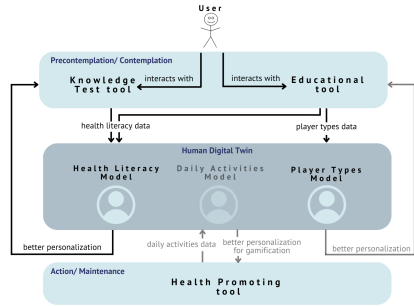 User
Precontemplation/ Contemplation
Knowledge
Test tool
interacts with
interacts with
Educational
tool
health literacy data
player types data
Human Digital Twin
Health Literacy
Model
Daily Activities
Model
Player Types
Model
better personalization
daily activities data
better personalization
for gamification
better personalization
Action/ Maintenance
Health Promoting
tool